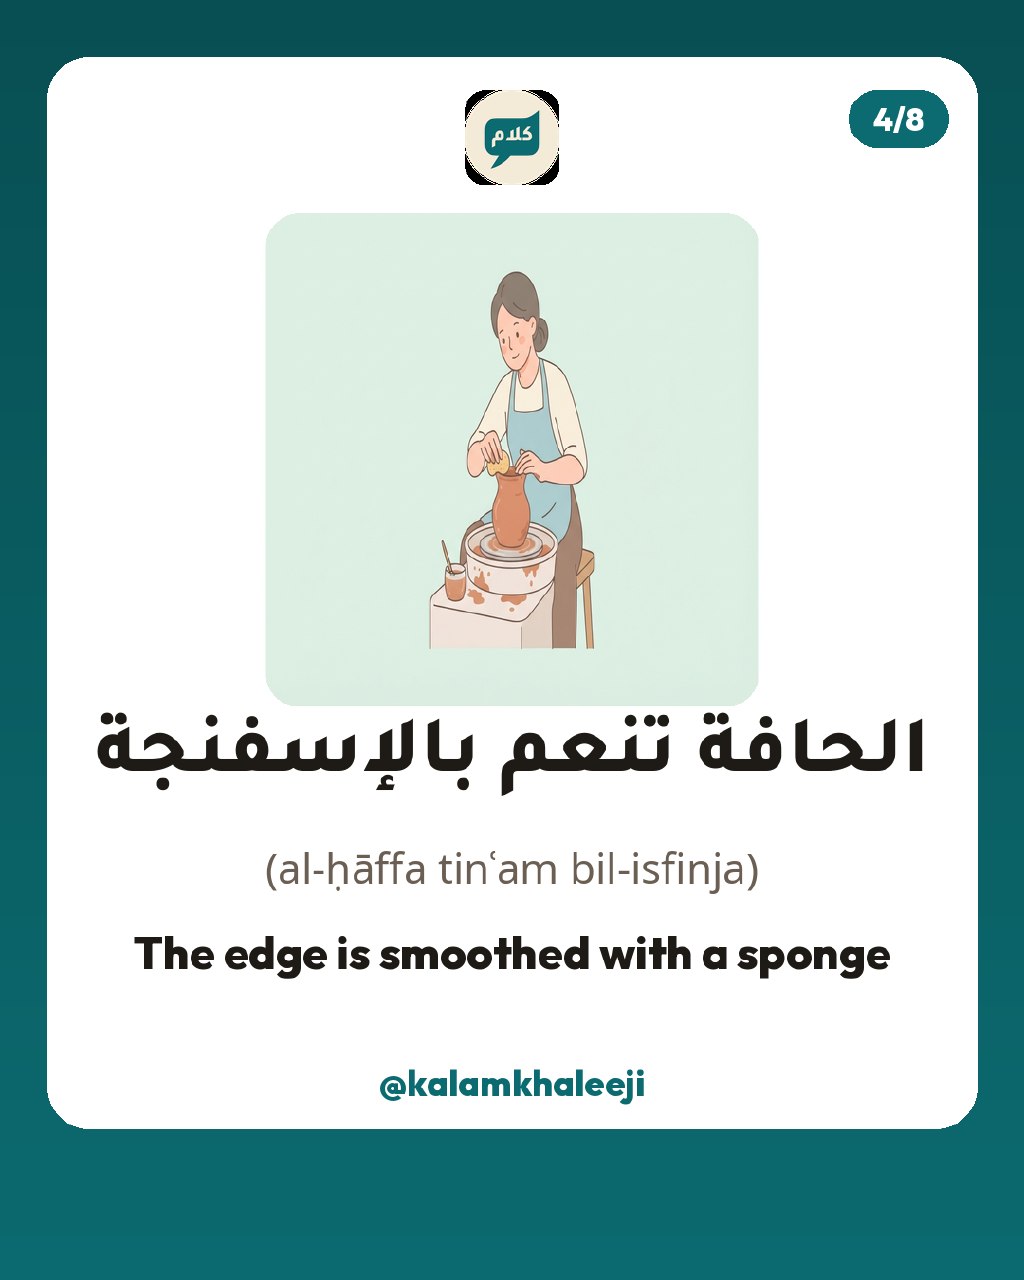 كلام
4/8
الحافة تنعم بالإسفنجة
(al-ḥāffa tinʿam bil-isfinja)
The edge is smoothed with a sponge
@kalamkhaleeji